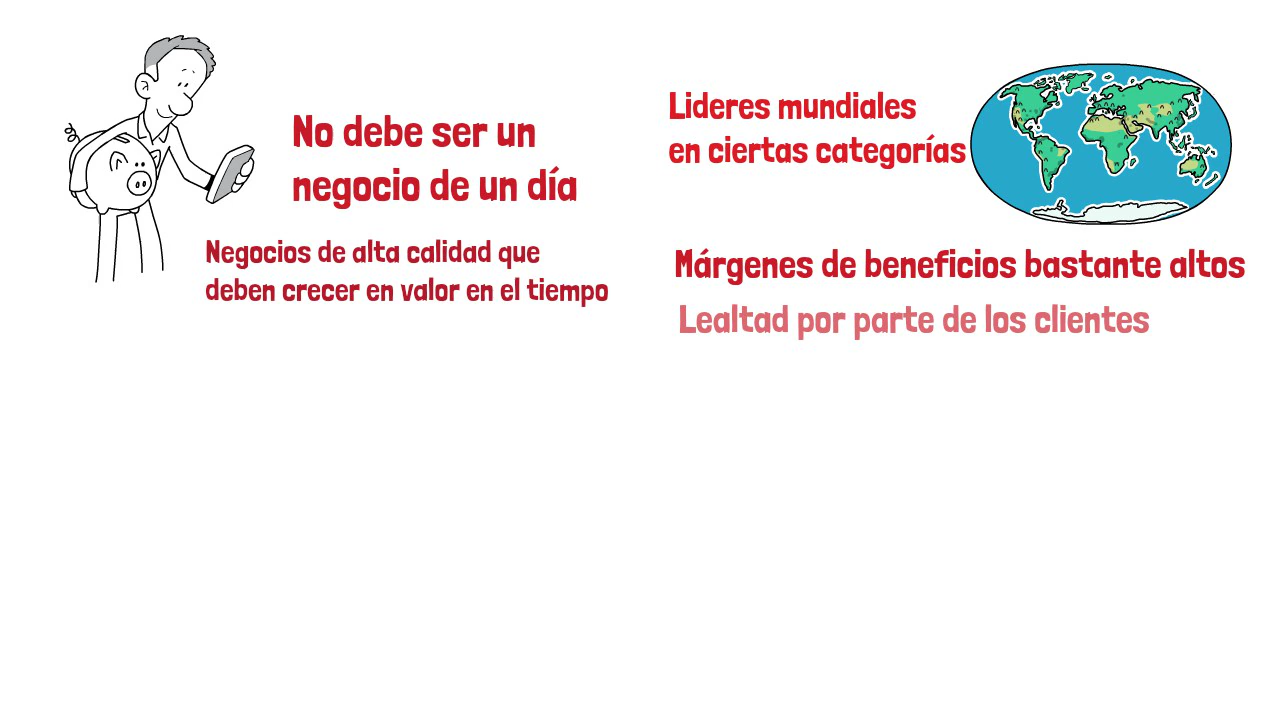 No debe ser un
negocio de un día
Negocios de alta calidad que
deben crecer en valor en el tiempo
Lideres mundiales
en ciertas categorías
Márgenes de beneficios bastante altos
Lealtad por parte de los clientes